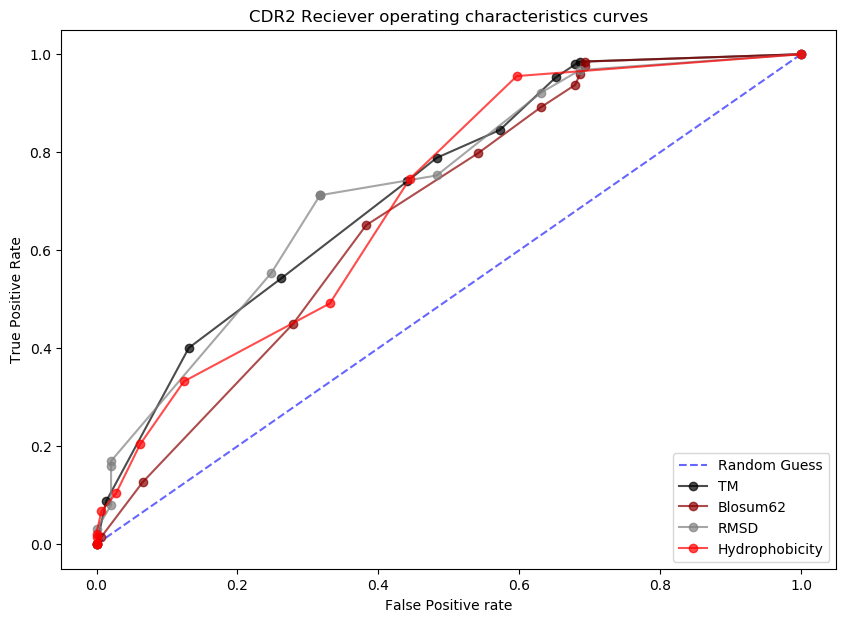 CDR2 Reciever operating characteristics curves
True Positive Rate
1.0
0.8
0.6
0.4
0.2
0.0
0.0 0.2 0.4 0.6 0.8 1.0
False Positive rate
Random Guess
TM
Blosum62
RMSD
Hydrophobicity